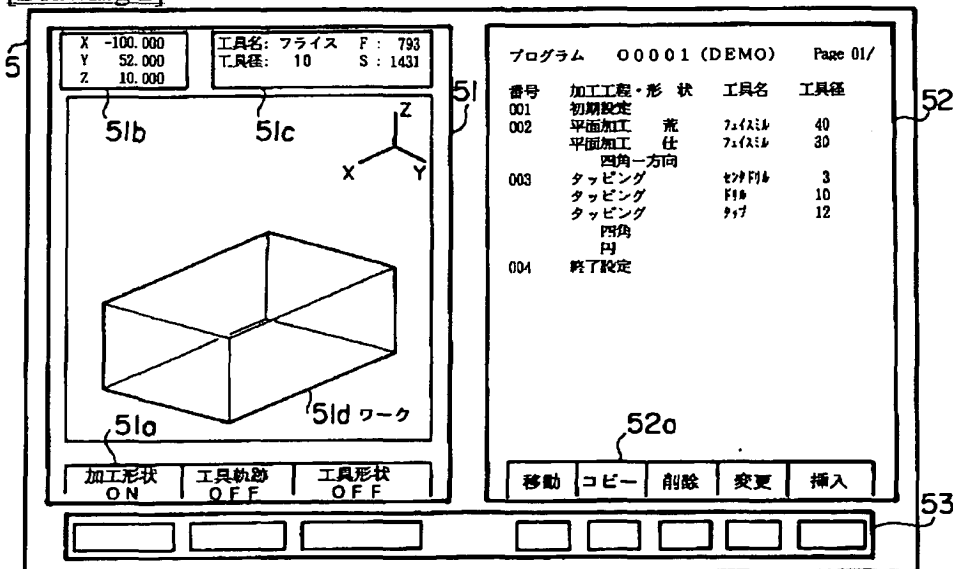 5
X -100.000
Y 52.000
Z 10.000
工具名: フライス F: 793
工具径: 10 S: 1431
51b
51c
51
Z
X
Y
51d ワーク
51a
加工形状 ON
工具軌跡 OFF
工具形状 OFF
プログラム O0001 (DEMO) Page 01/
52
番号 加工工程・形 状 工具名 工具径
001 初期設定
002 平面加工 荒 フェイスミル 40
平面加工 仕 フェイスミル 30
四角一方向
003 タッピング センタドリル 3
タッピング ドリル 10
タッピング タップ 12
四角
円
004 終了設定
52a
移動 コピー 削除 変更 挿入
53